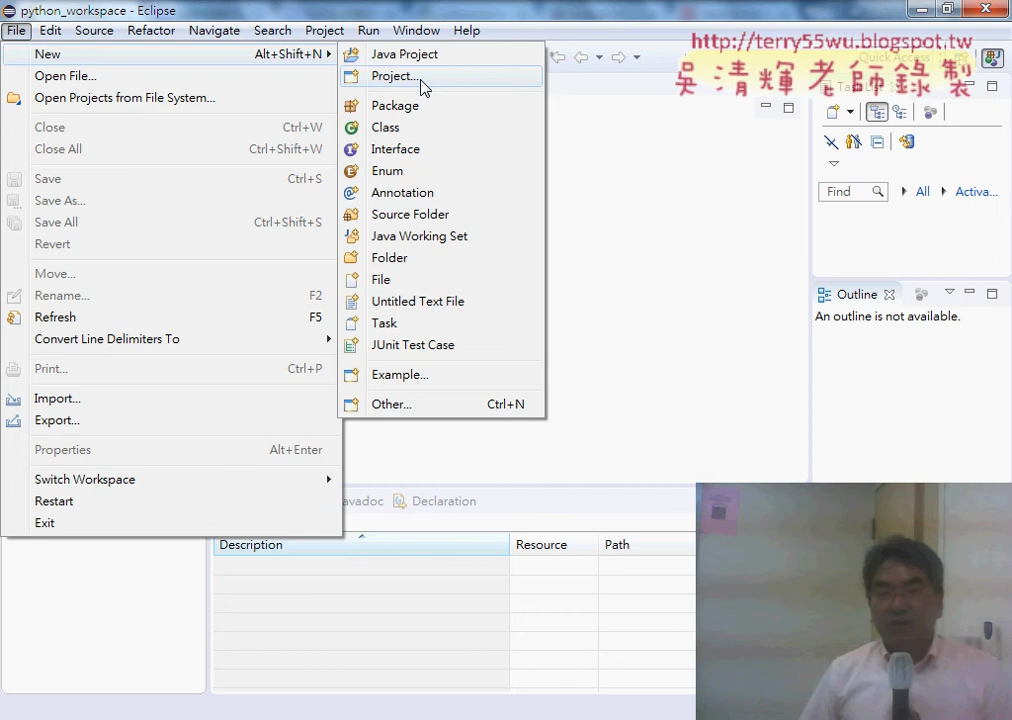 python_workspace - Eclipse
File Edit Source Refactor Navigate Search Project Run Window Help
http://terry55wu.blogspot.tw
吳清輝老師錄製
Quick Access
New Alt+Shift+N
Open File...
Open Projects from File System...
Close Ctrl+W
Close All Ctrl+Shift+W
Save Ctrl+S
Save As...
Save All Ctrl+Shift+S
Revert
Move...
Rename... F2
Refresh F5
Convert Line Delimiters To
Print... Ctrl+P
Import...
Export...
Properties Alt+Enter
Switch Workspace
Restart
Exit
Java Project
Project...
Package
Class
Interface
Enum
Annotation
Source Folder
Java Working Set
Folder
File
Untitled Text File
Task
JUnit Test Case
Example...
Other... Ctrl+N
Find All Activa...
Outline
An outline is not available.
avadoc Declaration
Description Resource Path